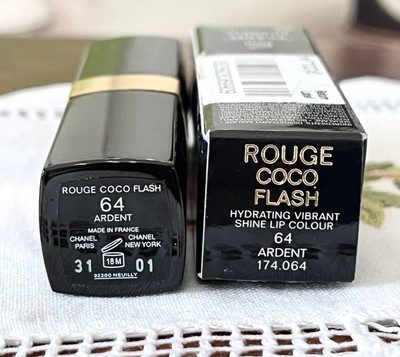 ROUGE COCO FLASH
64
ARDENT
MADE IN FRANCE
CHANEL CHANEL
PARIS NEW YORK
18M
31 01
92200 NEUILLY
ROUGE
COCO
FLASH
HYDRATING VIBRANT
SHINE LIP COLOUR
64
ARDENT
174.064